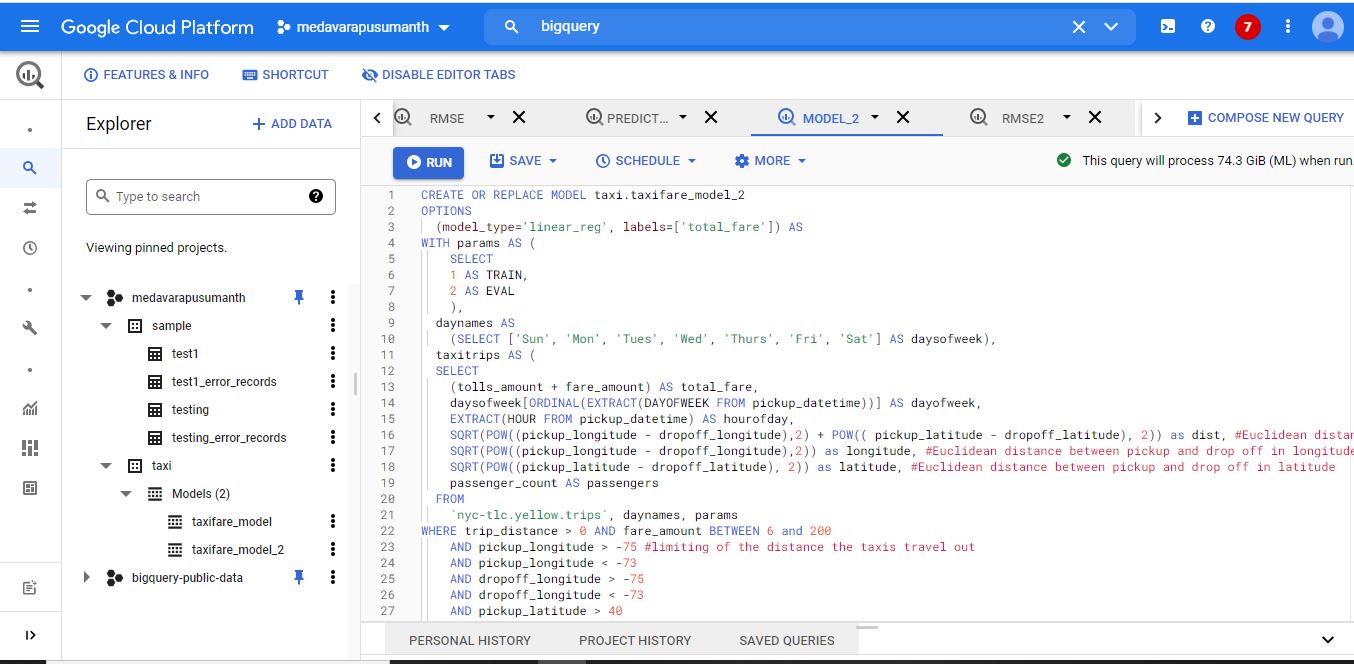 Google Cloud Platform
medavarapusumanth
bigquery
7
FEATURES & INFO
SHORTCUT
DISABLE EDITOR TABS
Explorer
+ ADD DATA
RMSE
PREDICT...
MODEL_2
RMSE2
COMPOSE NEW QUERY
RUN
SAVE
SCHEDULE
MORE
This query will process 74.3 GiB (ML) when run.
Type to search
Viewing pinned projects.
medavarapusumanth
sample
test1
test1_error_records
testing
testing_error_records
taxi
Models (2)
taxifare_model
taxifare_model_2
bigquery-public-data
1 CREATE OR REPLACE MODEL taxi.taxifare_model_2
2 OPTIONS
3 (model_type='linear_reg', labels=['total_fare']) AS
4 WITH params AS (
5 SELECT
6 1 AS TRAIN,
7 2 AS EVAL
8 ),
9 daynames AS
10 (SELECT ['Sun', 'Mon', 'Tues', 'Wed', 'Thurs', 'Fri', 'Sat'] AS daysofweek),
11 taxitrips AS (
12 SELECT
13 (tolls_amount + fare_amount) AS total_fare,
14 daysofweek[ORDINAL(EXTRACT(DAYOFWEEK FROM pickup_datetime))] AS dayofweek,
15 EXTRACT(HOUR FROM pickup_datetime) AS hourofday,
16 SQRT(POW((pickup_longitude - dropoff_longitude),2) + POW(( pickup_latitude - dropoff_latitude), 2)) as dist, #Euclidean distan
17 SQRT(POW((pickup_longitude - dropoff_longitude),2)) as longitude, #Euclidean distance between pickup and drop off in longitude
18 SQRT(POW((pickup_latitude - dropoff_latitude), 2)) as latitude, #Euclidean distance between pickup and drop off in latitude
19 passenger_count AS passengers
20 FROM
21 `nyc-tlc.yellow.trips`, daynames, params
22 WHERE trip_distance > 0 AND fare_amount BETWEEN 6 and 200
23 AND pickup_longitude > -75 #limiting of the distance the taxis travel out
24 AND pickup_longitude < -73
25 AND dropoff_longitude > -75
26 AND dropoff_longitude < -73
27 AND pickup_latitude > 40
PERSONAL HISTORY
PROJECT HISTORY
SAVED QUERIES